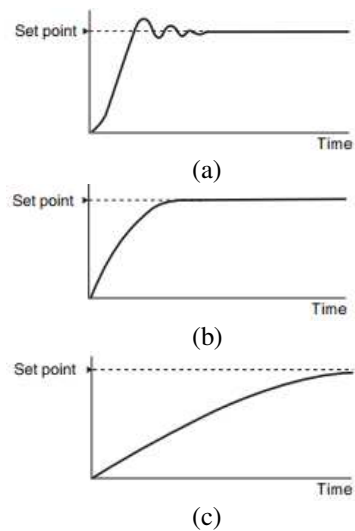 Set point
Time
(a)
Set point
Time
(b)
Set point
Time
(c)